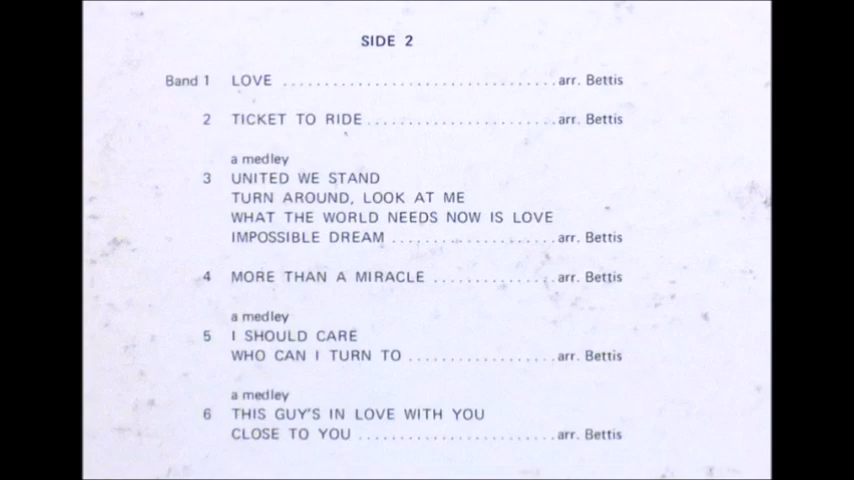 SIDE 2
Band 1 LOVE ................................. arr. Bettis
2 TICKET TO RIDE ....................... arr. Bettis
a medley
3 UNITED WE STAND
TURN AROUND, LOOK AT ME
WHAT THE WORLD NEEDS NOW IS LOVE
IMPOSSIBLE DREAM .................... arr. Bettis
4 MORE THAN A MIRACLE ............... arr. Bettis
a medley
5 I SHOULD CARE
WHO CAN I TURN TO .................. arr. Bettis
a medley
6 THIS GUY'S IN LOVE WITH YOU
CLOSE TO YOU ........................ arr. Bettis